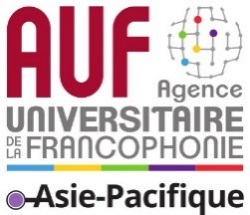 AUF Agence
UNIVERSITAIRE
DE LA FRANCOPHONIE
Asie-Pacifique